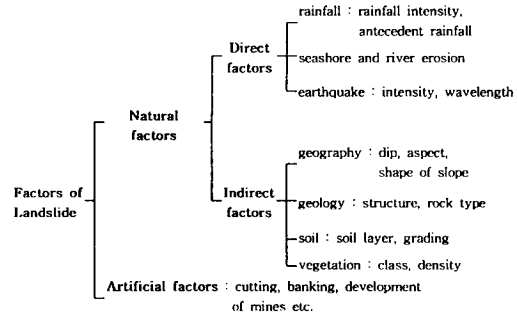 rainfall : rainfall intensity,
antecedent rainfall
Direct
factors
seashore and river erosion
earthquake : intensity, wavelength
Natural
factors
geography : dip, aspect,
shape of slope
Factors of
Landslide
Indirect
factors
geology : structure, rock type
soil : soil layer, grading
vegetation : class, density
Artificial factors : cutting, banking, development
of mines etc.